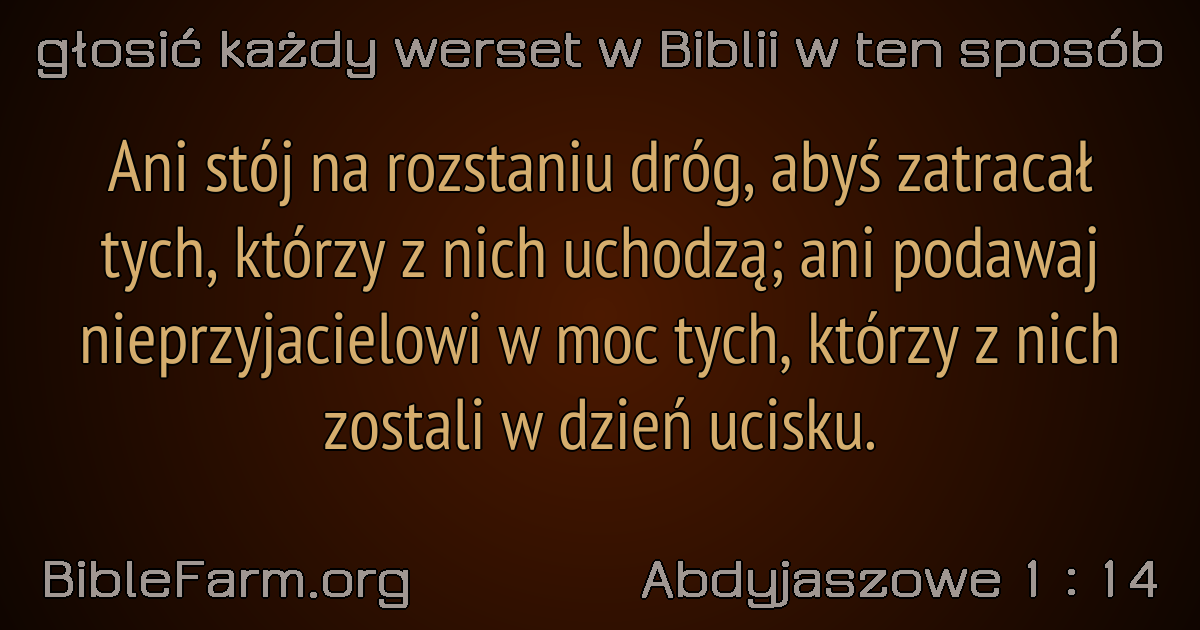 głosić każdy werset w Biblii w ten sposób
Ani stój na rozstaniu dróg, abyś zatracał
tych, którzy z nich uchodzą; ani podawaj
nieprzyjacielowi w moc tych, którzy z nich
zostali w dzień ucisku.
BibleFarm.org
Abdyjaszowe 1 : 14